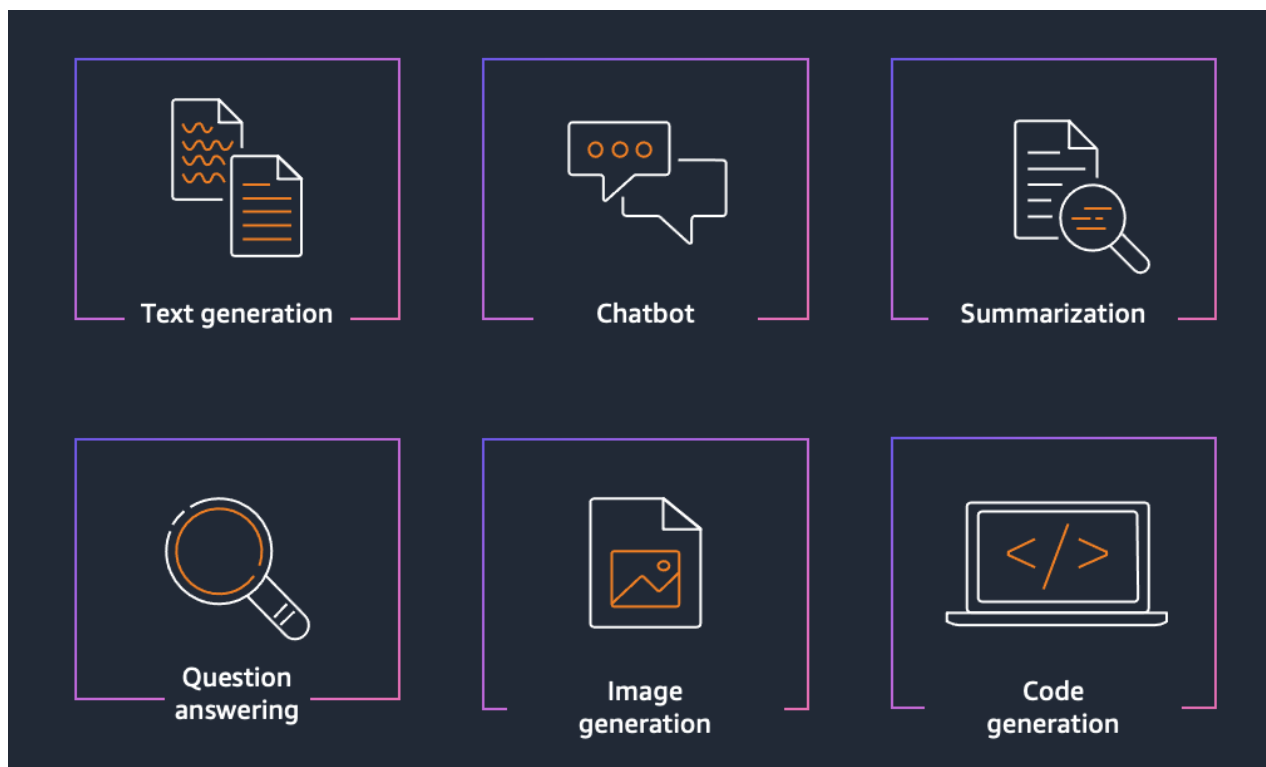 Text generation
Chatbot
Summarization
Question
answering
Image
generation
Code
generation